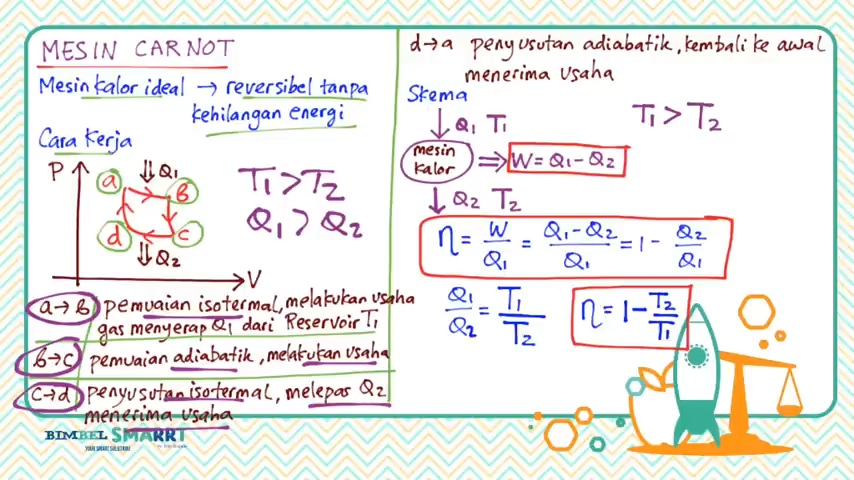 MESIN CARNOT
Mesin kalor ideal → reversibel tanpa
kehilangan energi
Cara Kerja
P
a
⇓ Q1
b
T1 > T2
Q1 > Q2
d
c
⇓ Q2
V
a → b pemuaian isotermal, melakukan usaha
gas menyerap Q1 dari Reservoir T1
b → c pemuaian adiabatik, melakukan usaha
c → d penyusutan isotermal, melepas Q2
menerima usaha
BIMBEL SMARRT
YOUR SMART SOLUTION
d → a penyusutan adiabatik, kembali ke awal
menerima usaha
Skema
T1 > T2
↓ Q1 T1
mesin
kalor
⇒ W = Q1 - Q2
↓ Q2 T2
η = W/Q1 = Q1 - Q2/Q1 = 1 - Q2/Q1
Q1/Q2 = T1/T2
η = 1 - T2/T1